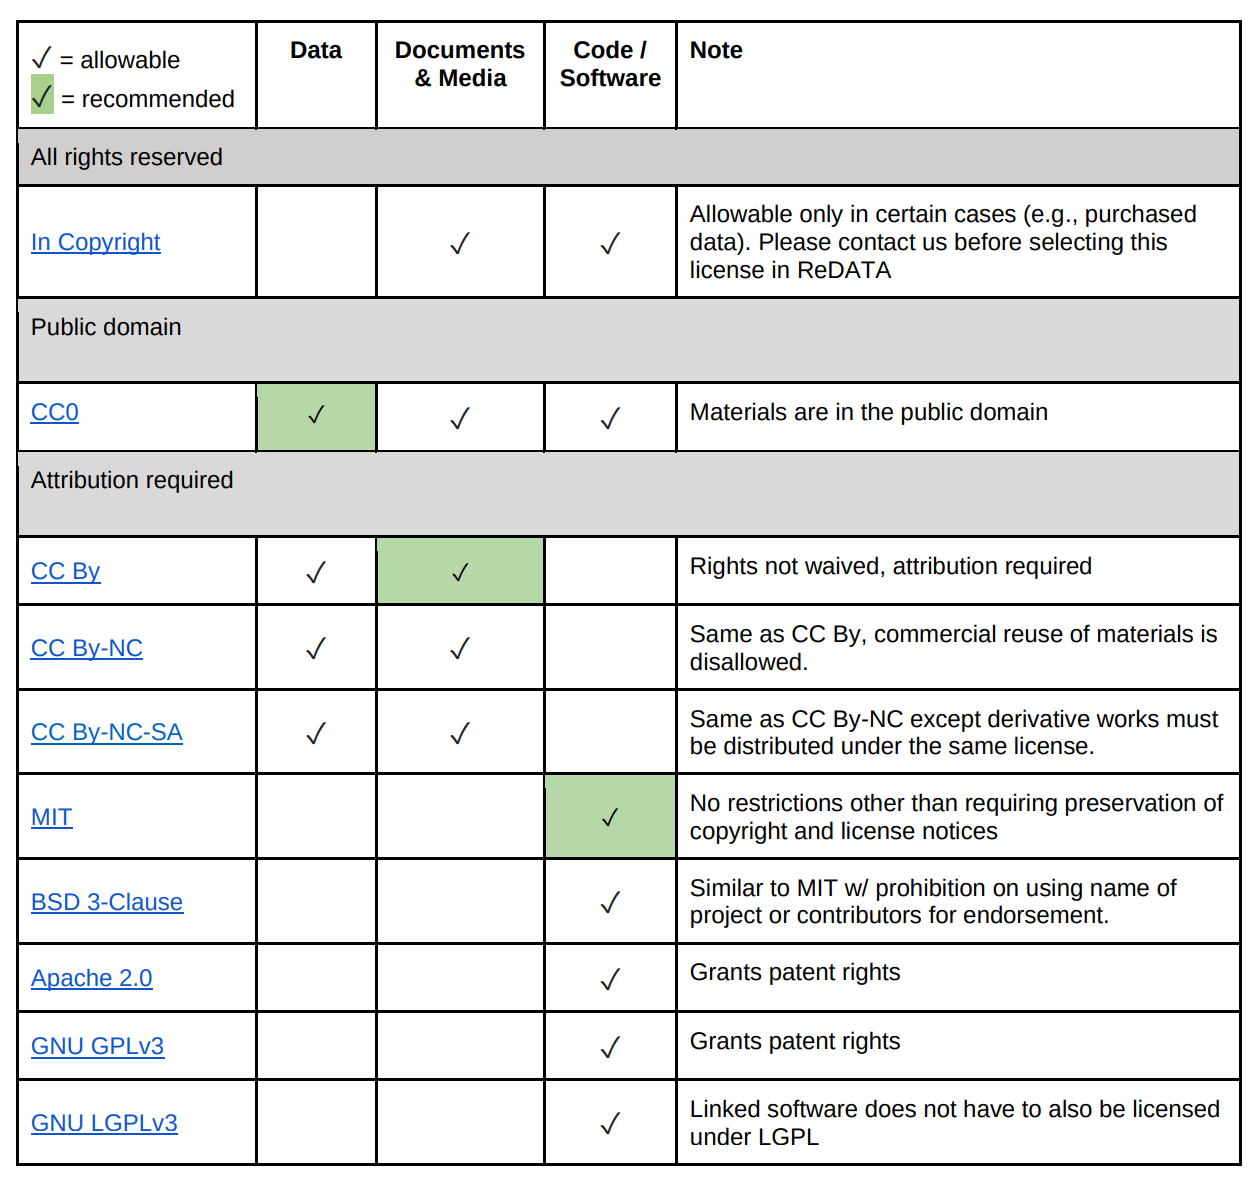 ✓ = allowable
✓ = recommended
Data
Documents
& Media
Code /
Software
Note
All rights reserved
In Copyright
✓
✓
Allowable only in certain cases (e.g., purchased
data). Please contact us before selecting this
license in ReDATA
Public domain
CC0
✓
✓
✓
Materials are in the public domain
Attribution required
CC By
✓
✓
Rights not waived, attribution required
CC By-NC
✓
✓
Same as CC By, commercial reuse of materials is
disallowed.
CC By-NC-SA
✓
✓
Same as CC By-NC except derivative works must
be distributed under the same license.
MIT
✓
No restrictions other than requiring preservation of
copyright and license notices
BSD 3-Clause
✓
Similar to MIT w/ prohibition on using name of
project or contributors for endorsement.
Apache 2.0
✓
Grants patent rights
GNU GPLv3
✓
Grants patent rights
GNU LGPLv3
✓
Linked software does not have to also be licensed
under LGPL